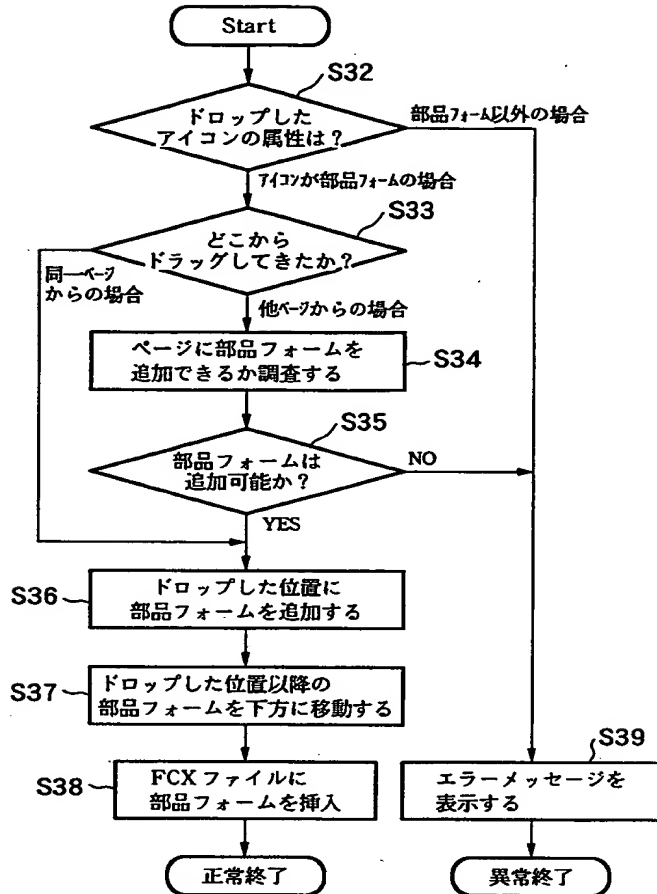 Start
S32
ドロップした
アイコンの属性は?
部品フォーム以外の場合
アイコンが部品フォームの場合
S33
どこから
ドラッグしてきたか?
同一ページ
からの場合
他ページからの場合
ページに部品フォームを
追加できるか調査する
S34
S35
部品フォームは
追加可能か?
NO
YES
S36
ドロップした位置に
部品フォームを追加する
S37
ドロップした位置以降の
部品フォームを下方に移動する
S38
FCXファイルに
部品フォームを挿入
S39
エラーメッセージを
表示する
正常終了
異常終了